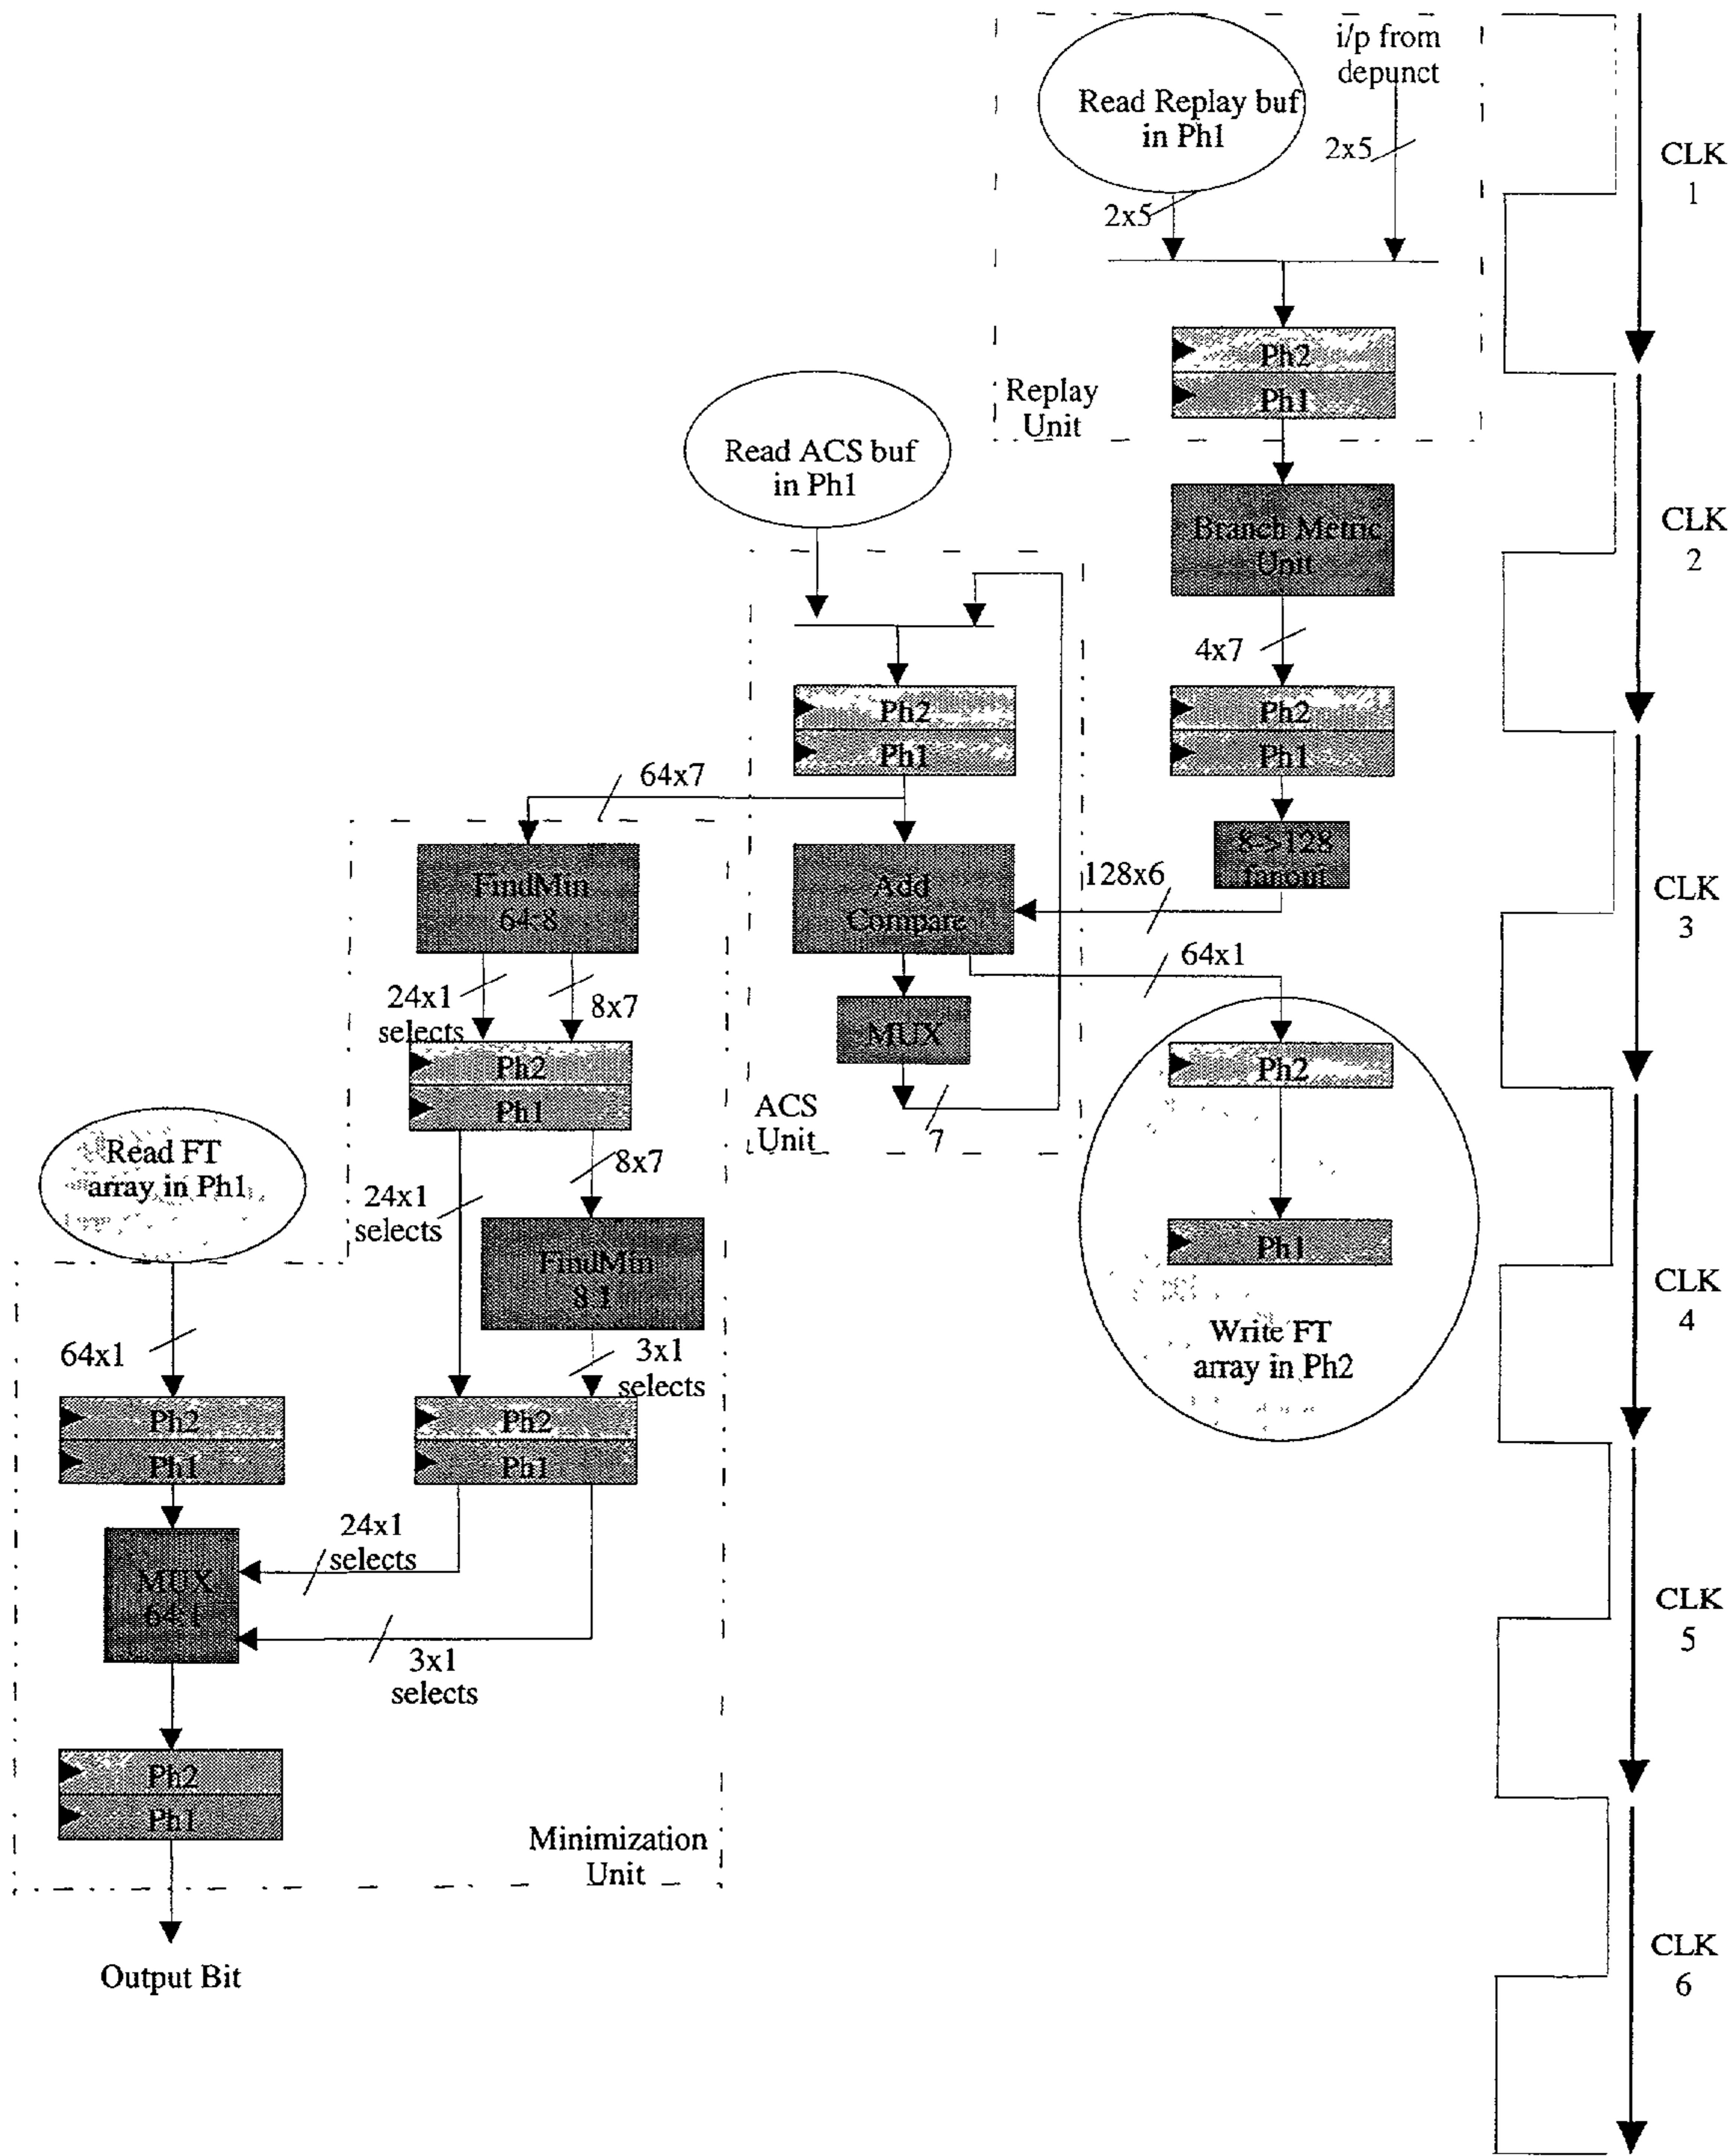 i/p from
depunct
Read Replay buf
in Ph1
2x5
2x5
CLK
1
Ph2
Ph1
Replay
Unit
Read ACS buf
in Ph1
Branch Metric
Unit
CLK
2
4x7
Ph2
Ph1
Ph2
Ph1
64x7
8->128
fanout
FindMin
64:8
Add
Compare
128x6
CLK
3
64x1
24x1
selects
8x7
MUX
Ph2
Ph1
Ph2
ACS
Unit
7
Read FT
array in Ph1
8x7
24x1
selects
Ph1
FindMin
8:1
CLK
4
Write FT
array in Ph2
64x1
3x1
selects
Ph2
Ph1
Ph2
Ph1
24x1
selects
MUX
64:1
CLK
5
3x1
selects
Ph2
Ph1
Minimization
Unit
Output Bit
CLK
6